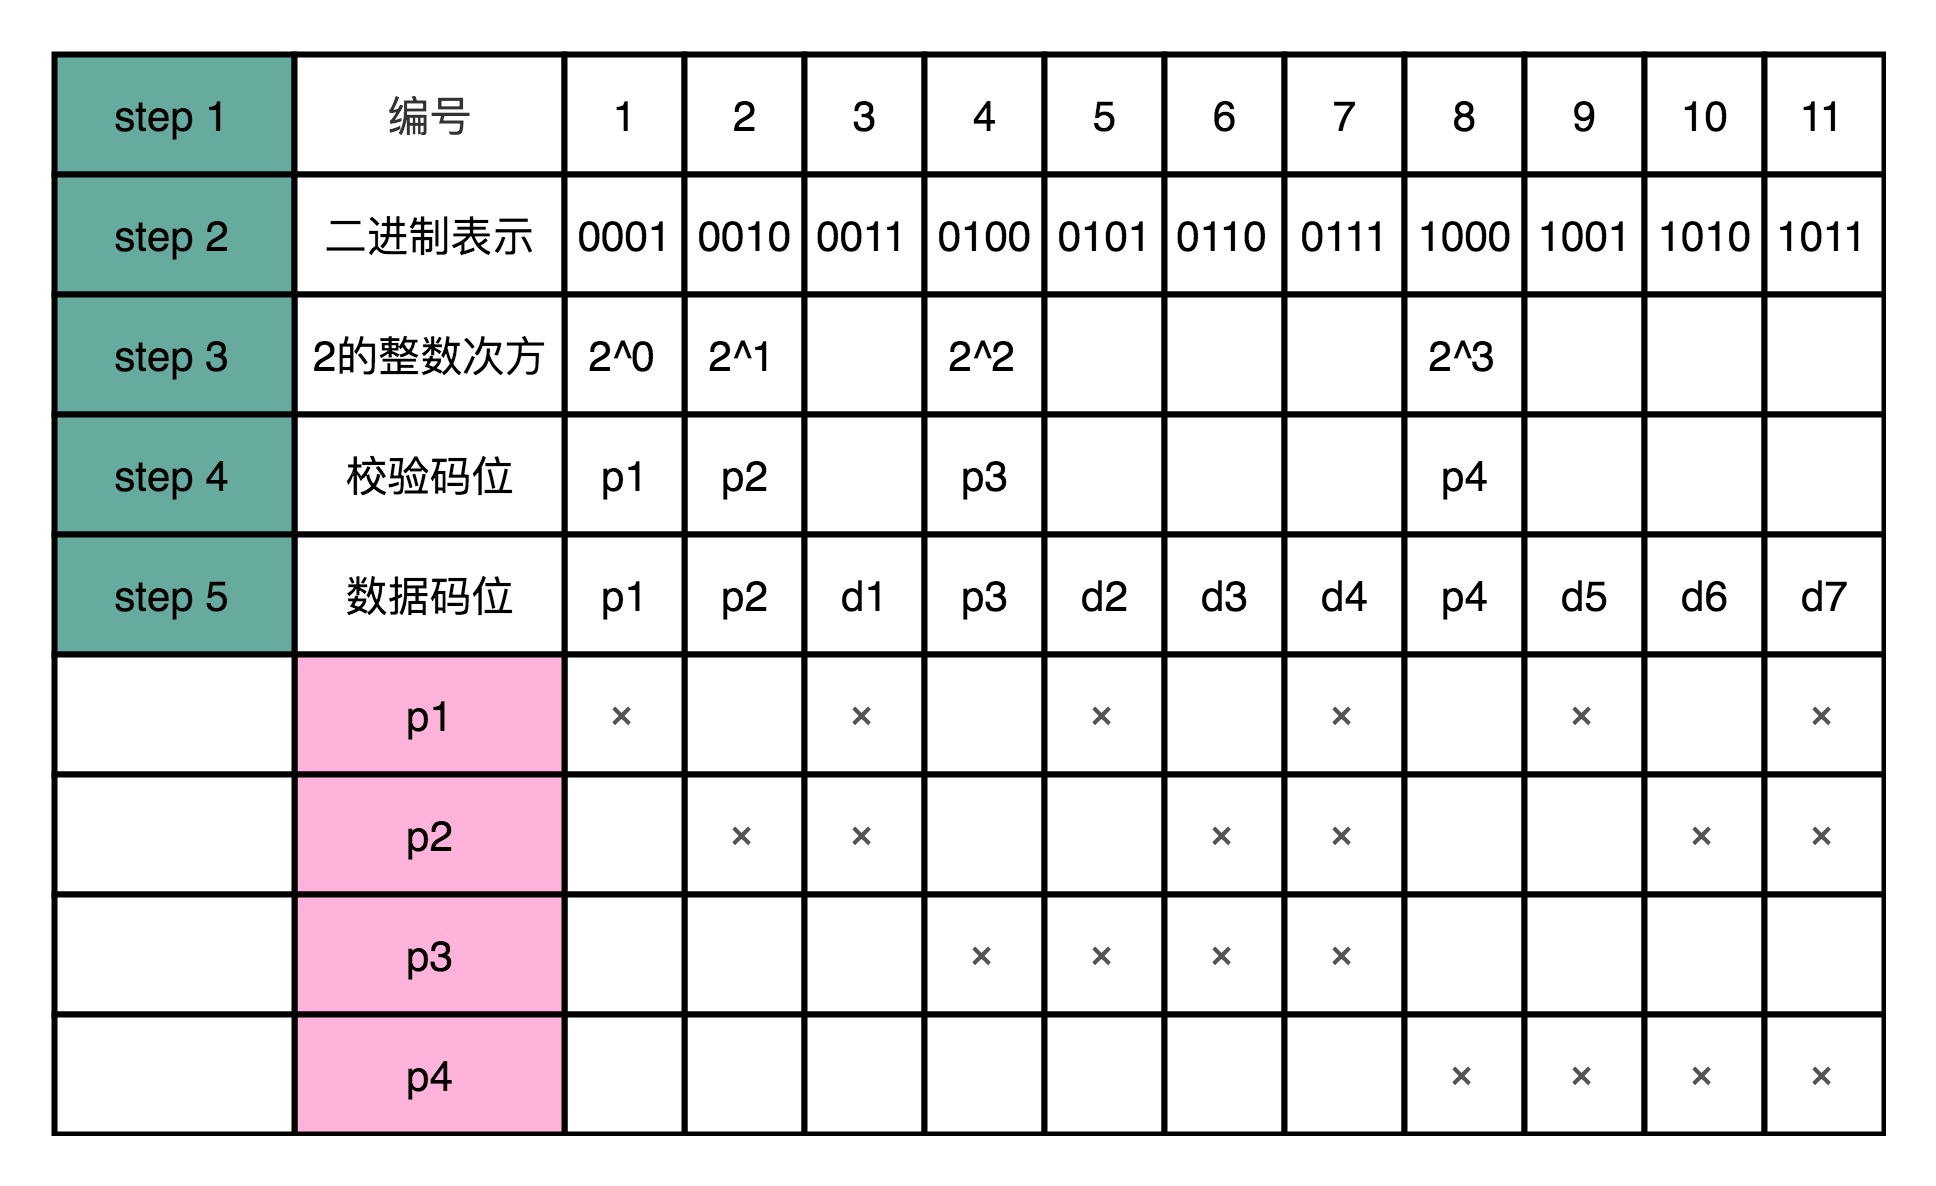 step 1 编号 1 2 3 4 5 6 7 8 9 10 11
step 2 二进制表示 0001 0010 0011 0100 0101 0110 0111 1000 1001 1010 1011
step 3 2的整数次方 2^0 2^1 2^2 2^3
step 4 校验码位 p1 p2 p3 p4
step 5 数据码位 p1 p2 d1 p3 d2 d3 d4 p4 d5 d6 d7
p1 × × × × × ×
p2 × × × × × ×
p3 × × × ×
p4 × × × ×